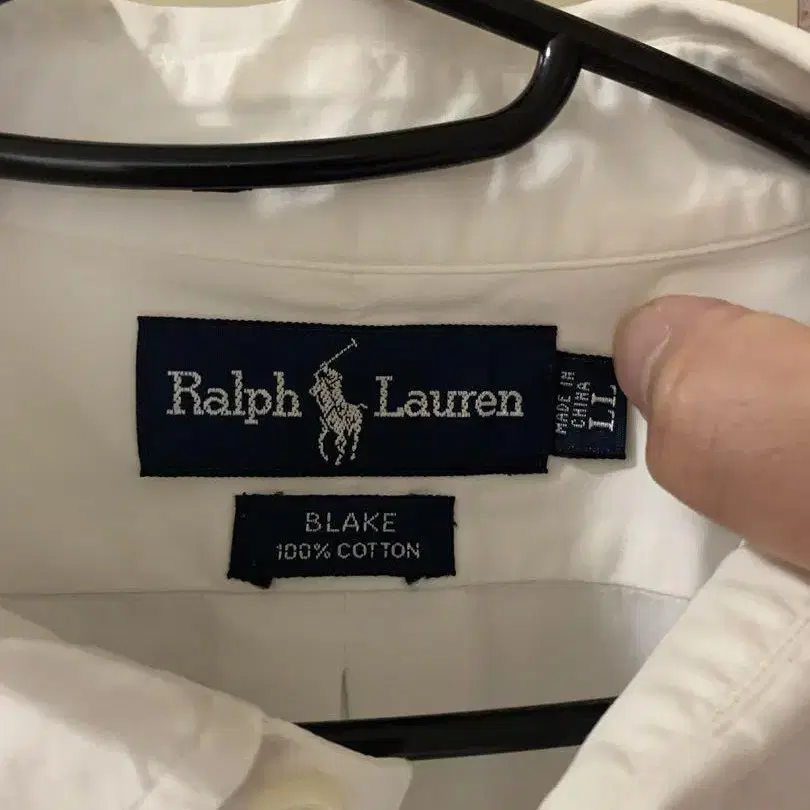 Ralph Lauren
MADE IN
CHINA
LL
BLAKE
100% COTTON